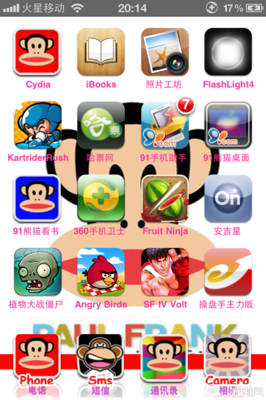 火星移动 20:14 17%
Cydia iBooks 照片工坊 FlashLight4
7
KartriderRush 哈票网 91手机助手 91熊猫桌面
91熊猫看书 360手机卫士 Fruit Ninja 安吉星
植物大战僵尸 Angry Birds SF IV Volt 操盘手主力版
PAUL FRANK
Phone Sms Camera
电话 短信 通讯录 相机